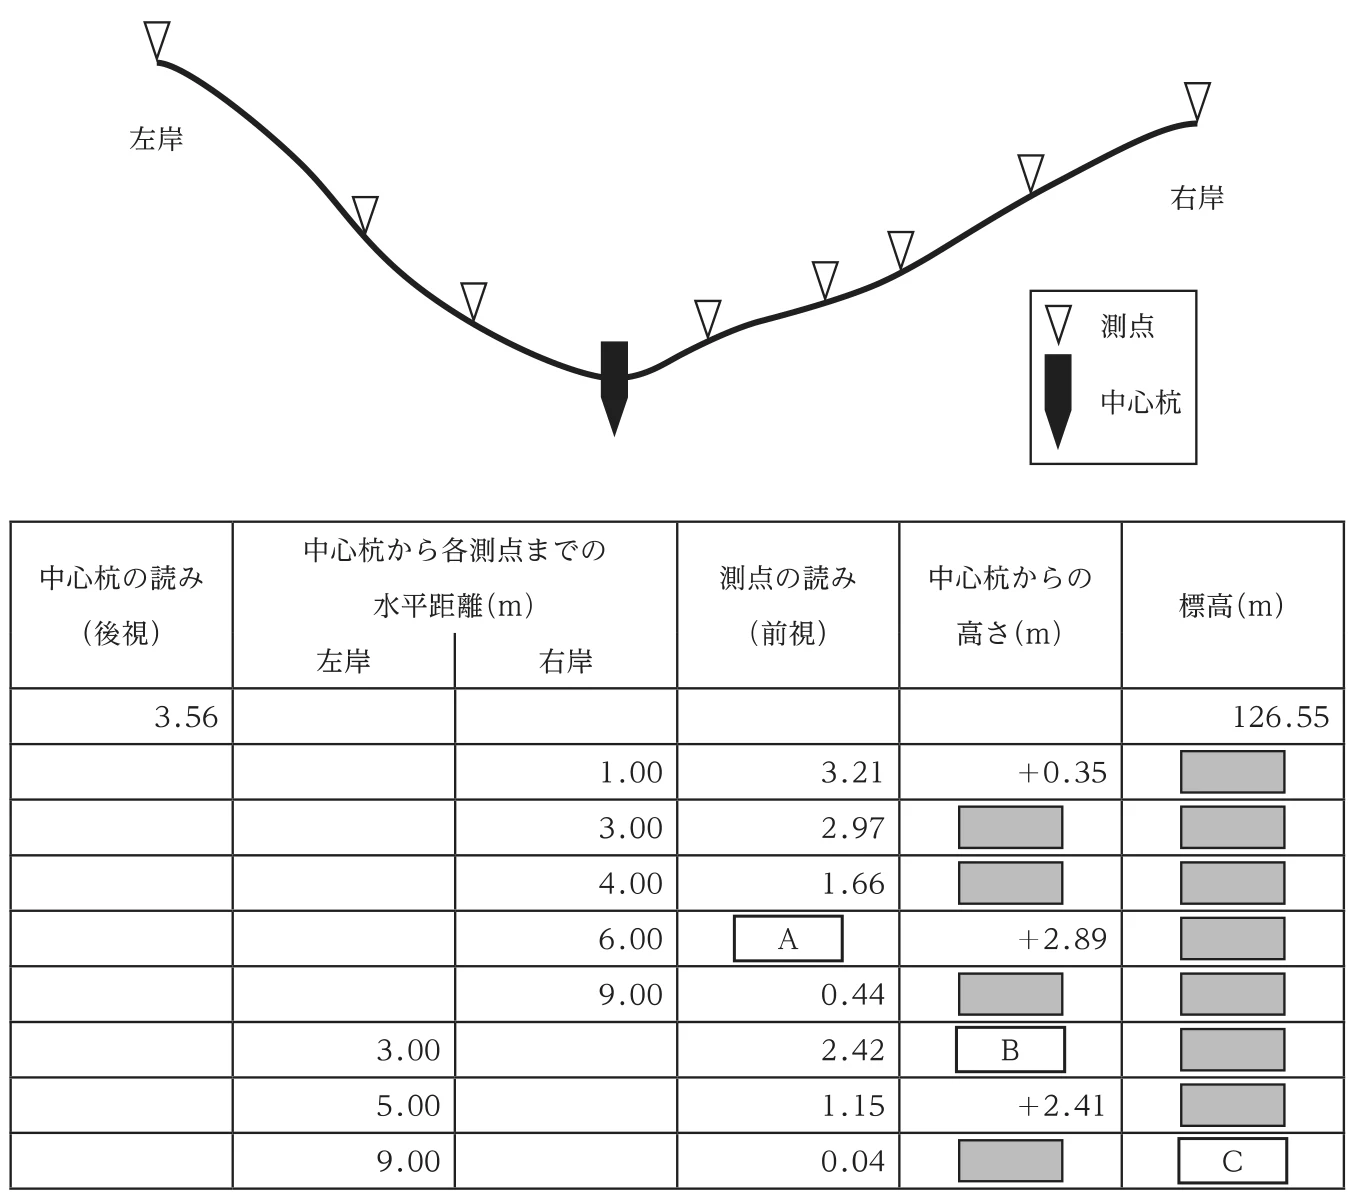 左岸
右岸
測点
中心杭
中心杭の読み
(後視)
中心杭から各測点までの
水平距離(m)
左岸
右岸
測点の読み
(前視)
中心杭からの
高さ(m)
標高(m)
3.56 126.55
1.00 3.21 +0.35
3.00 2.97
4.00 1.66
6.00 A +2.89
9.00 0.44
3.00 2.42 B
5.00 1.15 +2.41
9.00 0.04 C